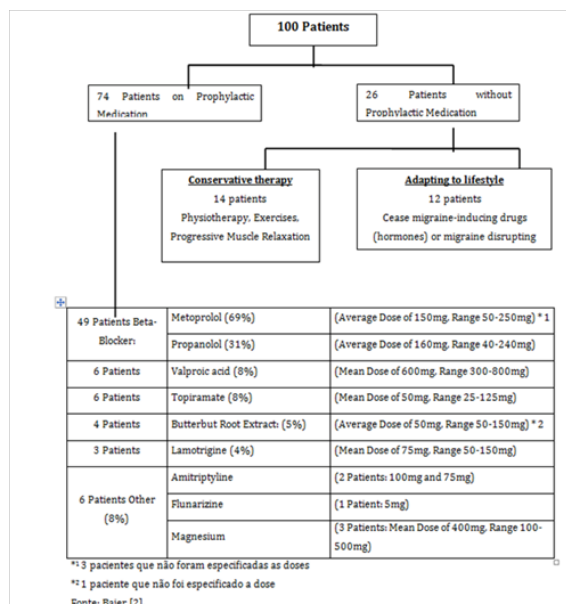 100 Patients
74 Patients on Prophylactic
Medication
26 Patients without
Prophylactic Medication
Conservative therapy
14 patients
Physiotherapy, Exercises,
Progressive Muscle Relaxation
Adapting to lifestyle
12 patients
Cease migraine-inducing drugs
(hormones) or migraine disrupting
49 Patients Beta-
Blocker:
Metoprolol (69%)
(Average Dose of 150mg, Range 50-250mg) *1
Propanolol (31%)
(Average Dose of 160mg, Range 40-240mg)
6 Patients
Valproic acid (8%)
(Mean Dose of 600mg, Range 300-800mg)
6 Patients
Topiramate (8%)
(Mean Dose of 50mg, Range 25-125mg)
4 Patients
Butterbut Root Extract: (5%)
(Average Dose of 50mg, Range 50-150mg) *2
3 Patients
Lamotrigine (4%)
(Mean Dose of 75mg, Range 50-150mg)
6 Patients Other
(8%)
Amitriptyline
(2 Patients: 100mg and 75mg)
Flunarizine
(1 Patient: 5mg)
Magnesium
(3 Patients: Mean Dose of 400mg, Range 100-
500mg)
*1 3 pacientes que não foram especificadas as doses
*2 1 paciente que não foi especificado a dose
Fonte: Baier [2]